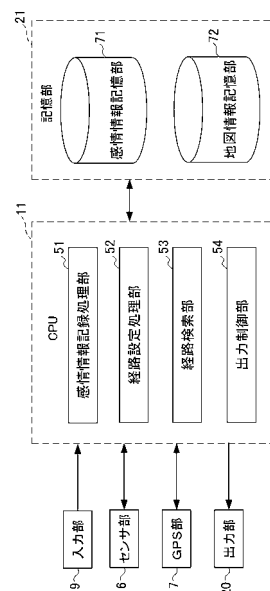 11
CPU
感情情報記録処理部
51
経路設定処理部
52
経路検索部
53
出力制御部
54
21
記憶部
感情情報記憶部
71
地図情報記憶部
72
入力部
9
センサ部
6
GPS部
7
出力部
20